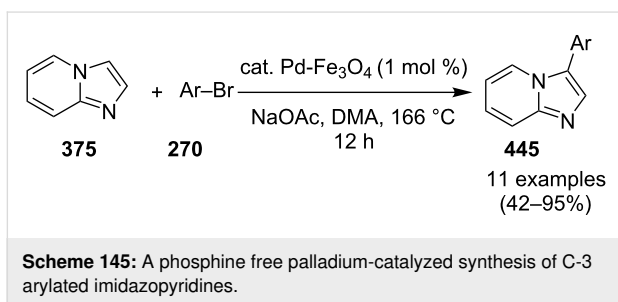 N
N
375
+
Ar–Br
270
cat. Pd-Fe₃O₄ (1 mol %)
NaOAc, DMA, 166 °C
12 h
Ar
N
N
445
11 examples
(42–95%)
Scheme 145: A phosphine free palladium-catalyzed synthesis of C-3
arylated imidazopyridines.